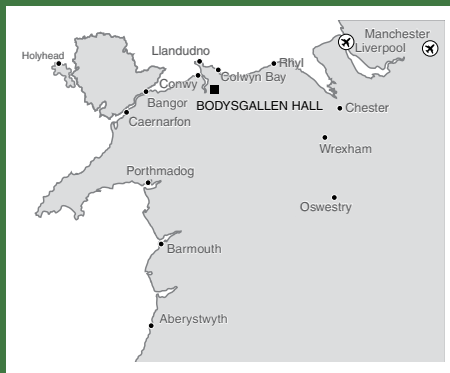 Manchester
Liverpool
Llandudno
Holyhead
Rhyl
Colwyn Bay
Conwy
Bangor
BODYSGALLEN HALL
Chester
Caernarfon
Wrexham
Porthmadog
Oswestry
Barmouth
Aberystwyth